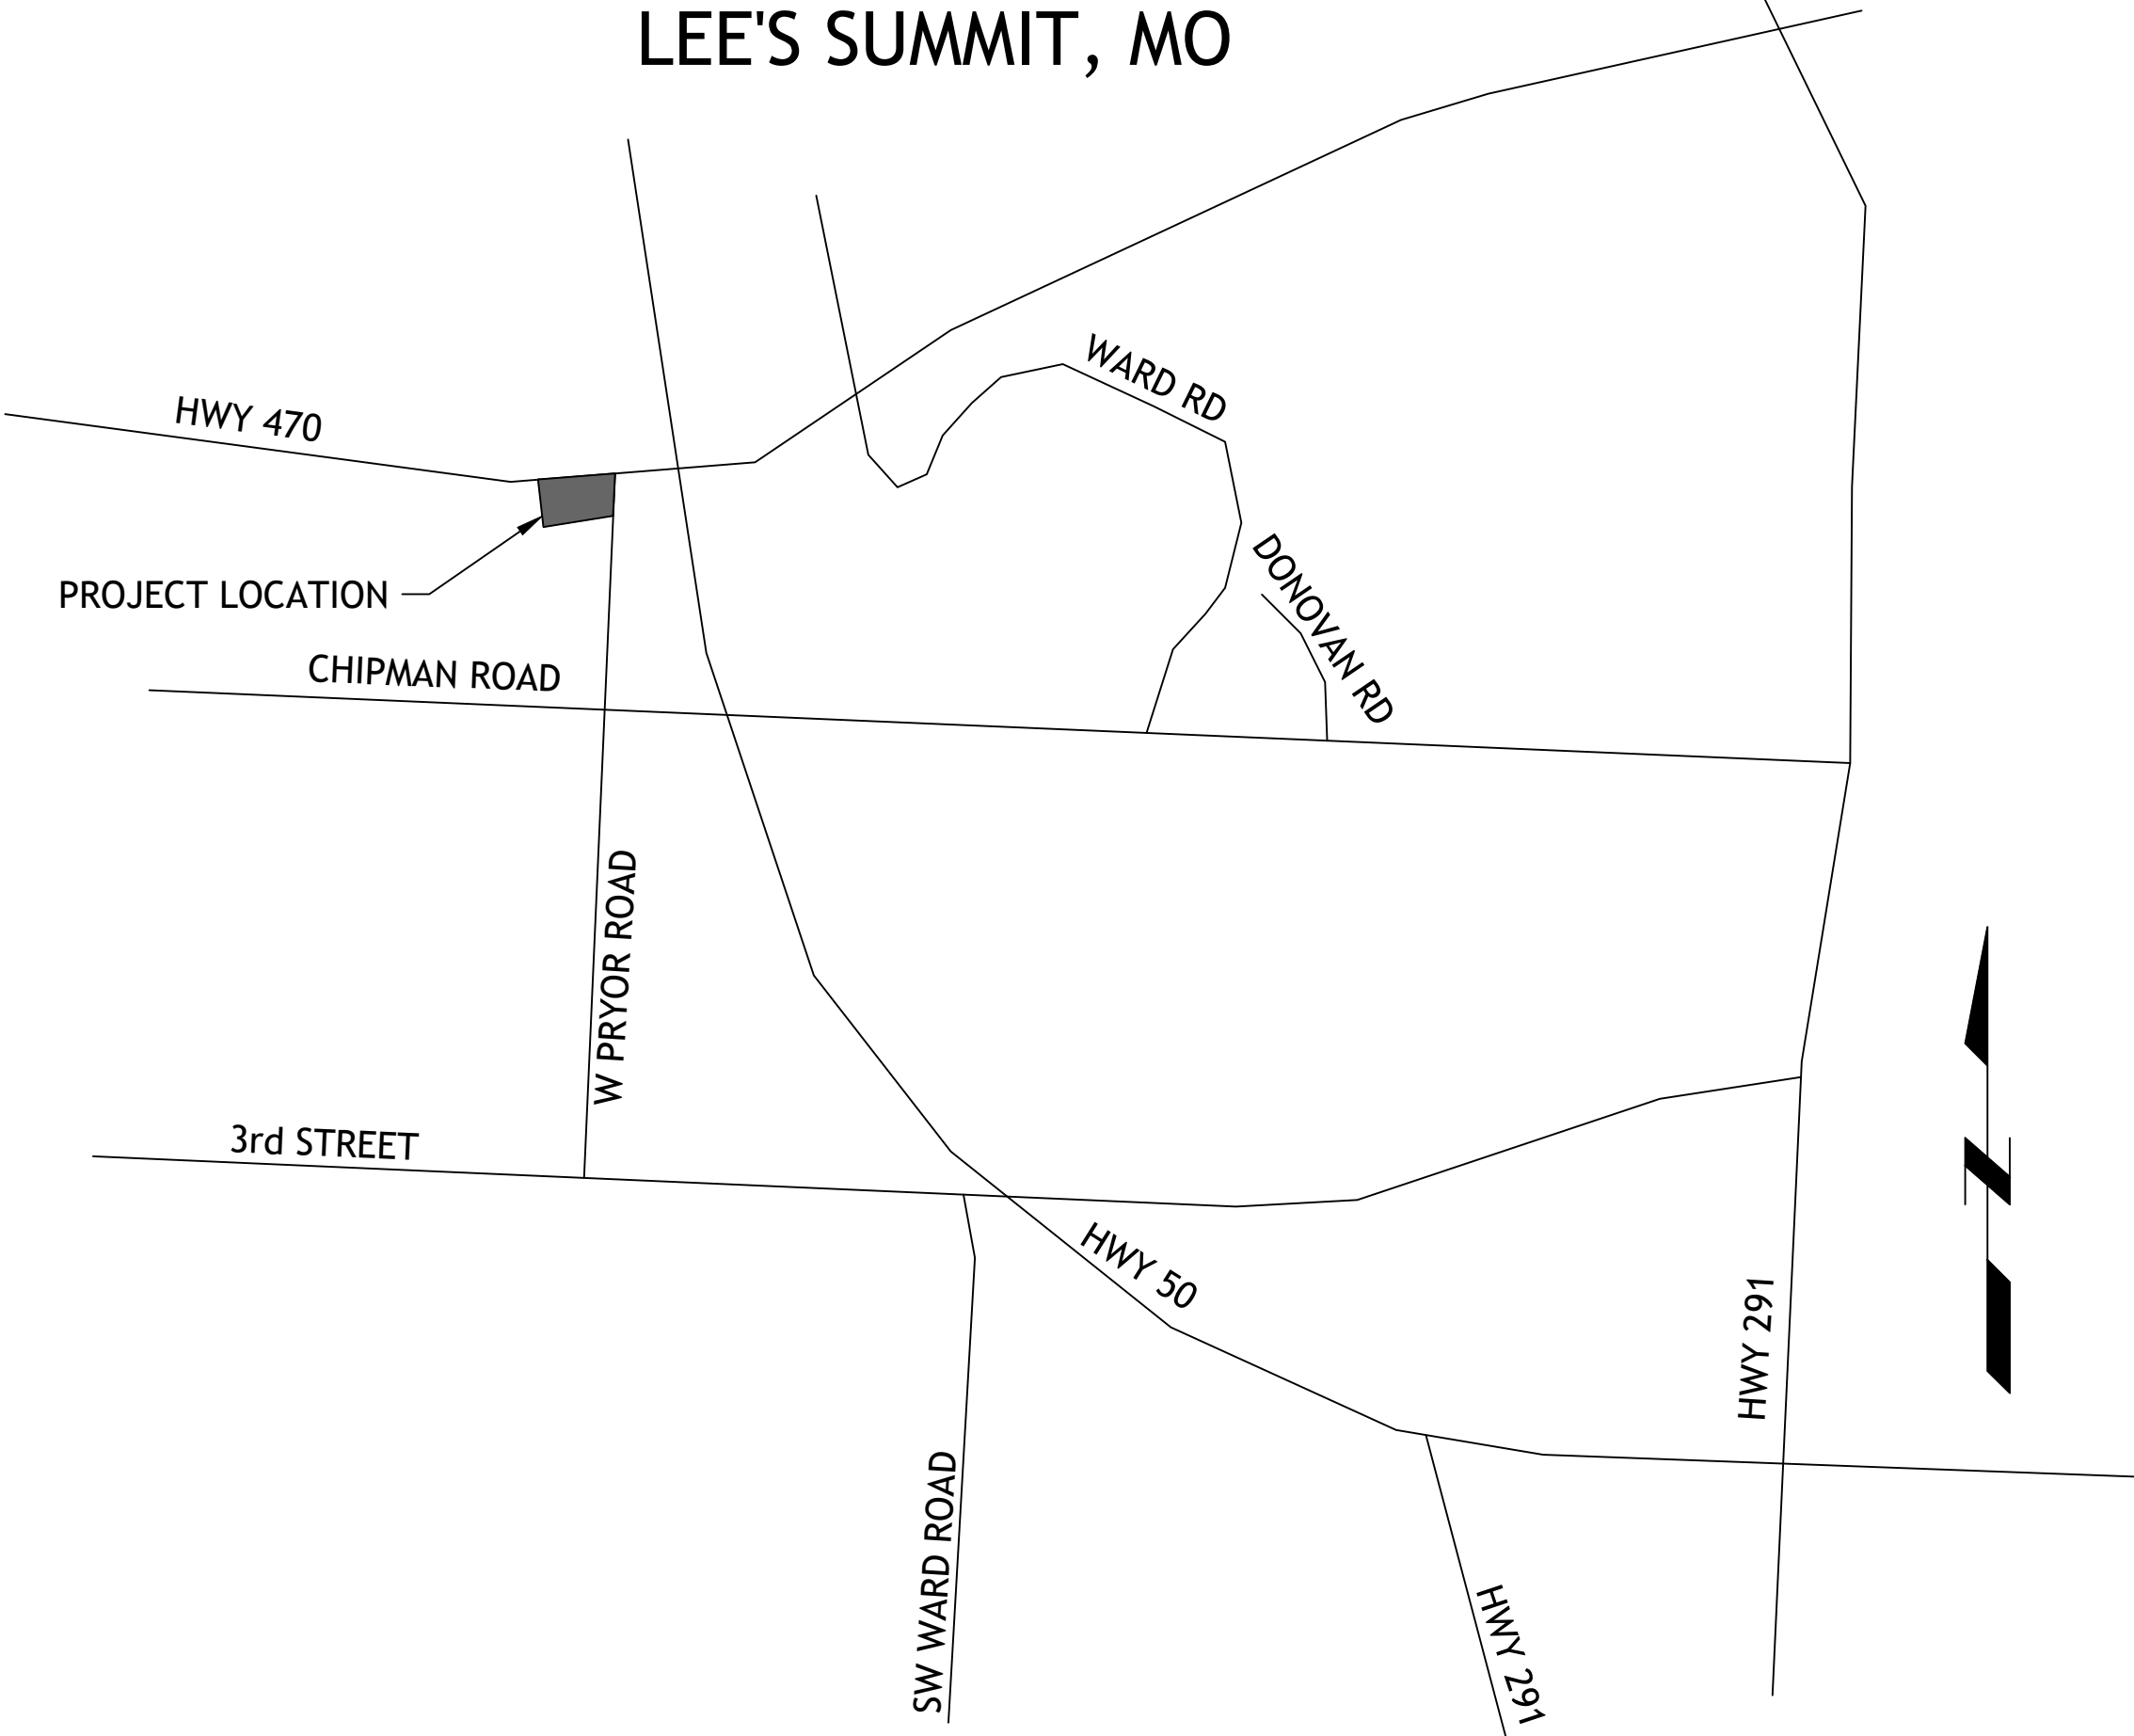 LEE'S SUMMIT, MO
WARD RD
HWY 470
DONOVAN RD
PROJECT LOCATION
CHIPMAN ROAD
W PRYOR ROAD
3rd STREET
N
HWY 50
HWY 291
SW WARD ROAD
HWY 291